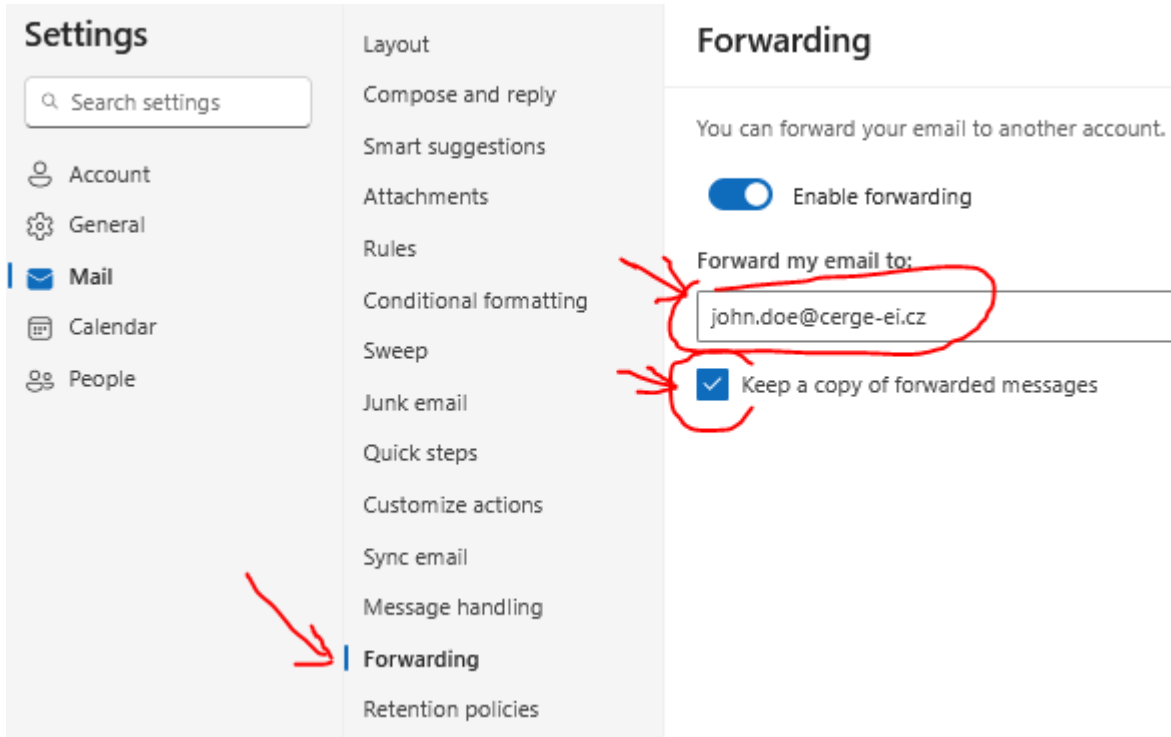 Settings
Search settings
Account
General
Mail
Calendar
People
Layout
Compose and reply
Smart suggestions
Attachments
Rules
Conditional formatting
Sweep
Junk email
Quick steps
Customize actions
Sync email
Message handling
Forwarding
Retention policies
Forwarding
You can forward your email to another account.
Enable forwarding
Forward my email to:
john.doe@cerge-ei.cz
Keep a copy of forwarded messages